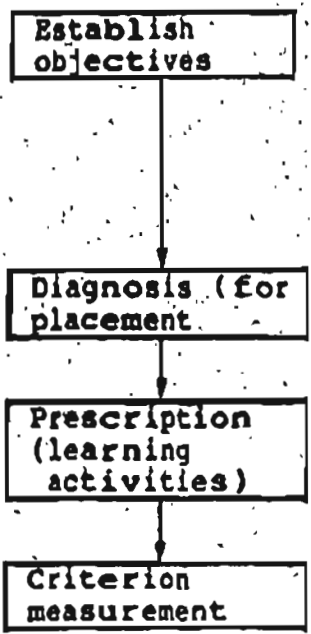 Establish
objectives
Diagnosis (for
placement
Prescription
(learning
activities)
Criterion
measurement